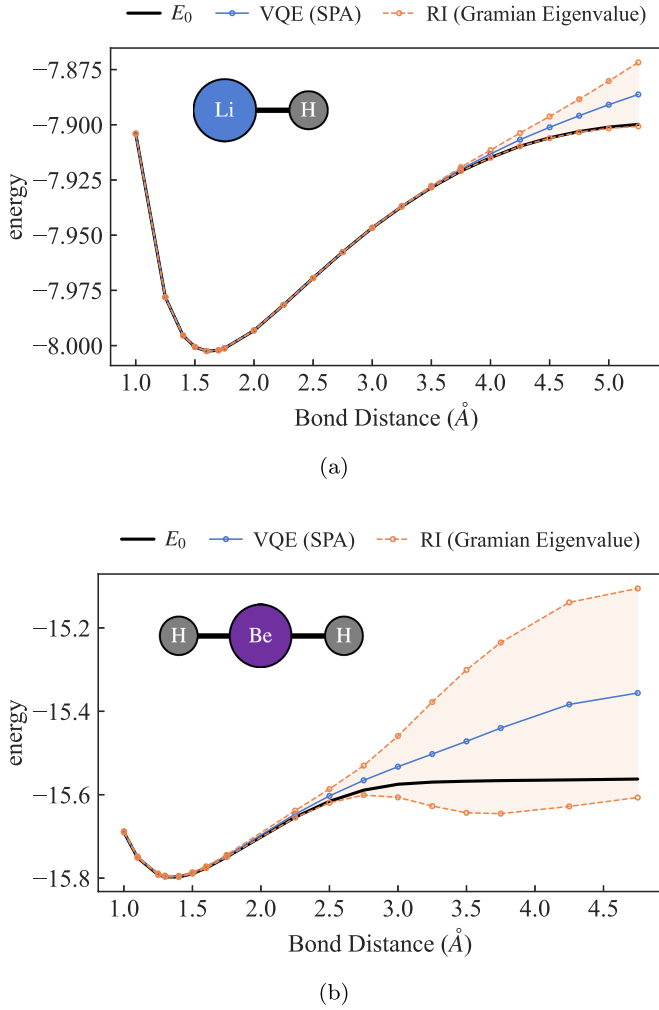 E₀ VQE (SPA) RI (Gramian Eigenvalue)
−7.875
−7.900
−7.925
−7.950
−7.975
−8.000
energy
Li H
1.0 1.5 2.0 2.5 3.0 3.5 4.0 4.5 5.0
Bond Distance (Å)
(a)
E₀ VQE (SPA) RI (Gramian Eigenvalue)
−15.2
−15.4
−15.6
−15.8
energy
H Be H
1.0 1.5 2.0 2.5 3.0 3.5 4.0 4.5
Bond Distance (Å)
(b)